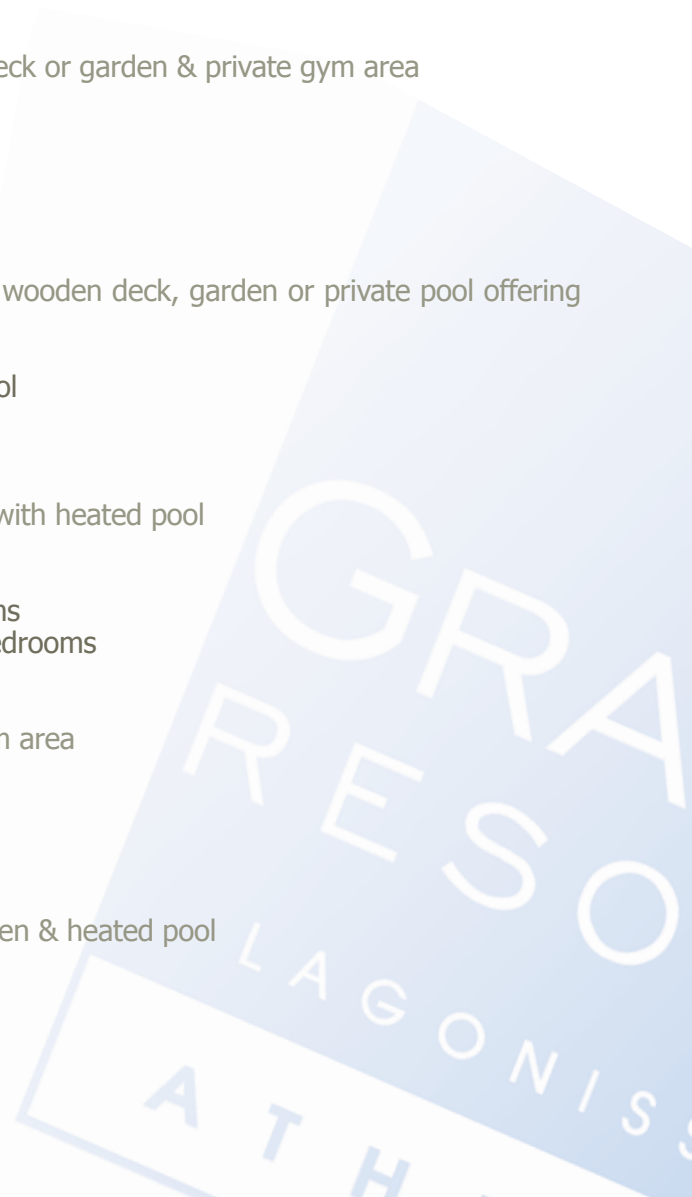 eck or garden & private gym area
wooden deck, garden or private pool offering
ol
with heated pool
ns
edrooms
m area
en & heated pool
GRA
RESO
LAGONISS
ATH